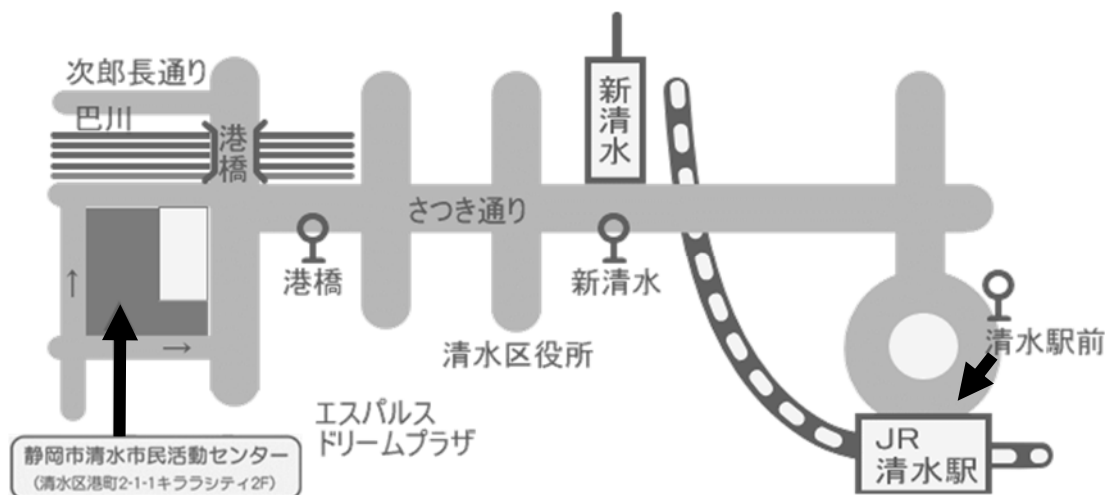 次郎長通り
巴川
港橋
新清水
さつき通り
港橋
新清水
清水駅前
清水区役所
エスパルス
ドリームプラザ
JR
清水駅
静岡市清水市民活動センター
(清水区港町2-1-1キララシティ2F)